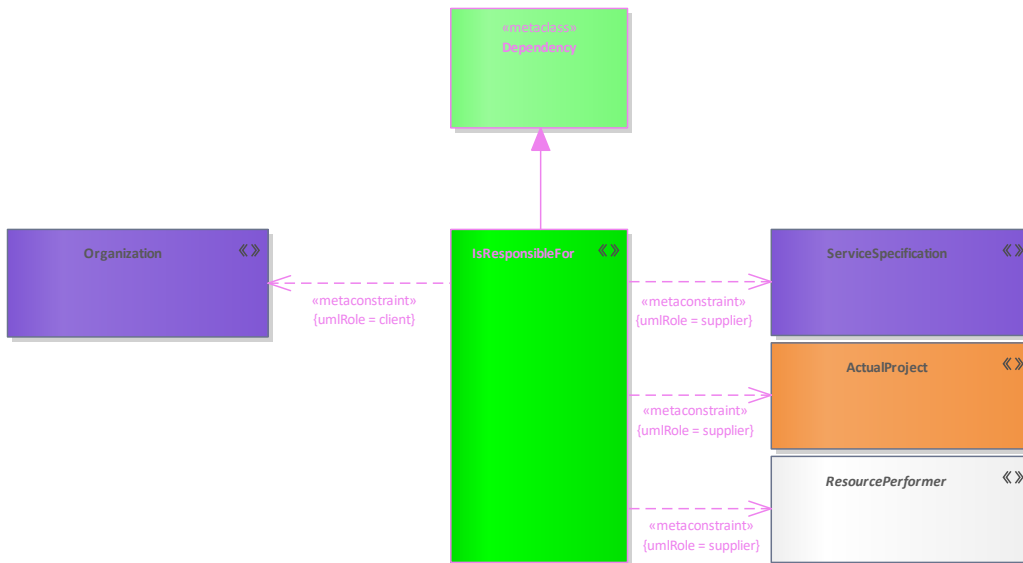 «metaclass»
Dependency
Organization
«»
IsResponsibleFor
«»
ServiceSpecification
«»
«metaconstraint»
{umlRole = client}
«metaconstraint»
{umlRole = supplier}
ActualProject
«»
«metaconstraint»
{umlRole = supplier}
ResourcePerformer
«»
«metaconstraint»
{umlRole = supplier}